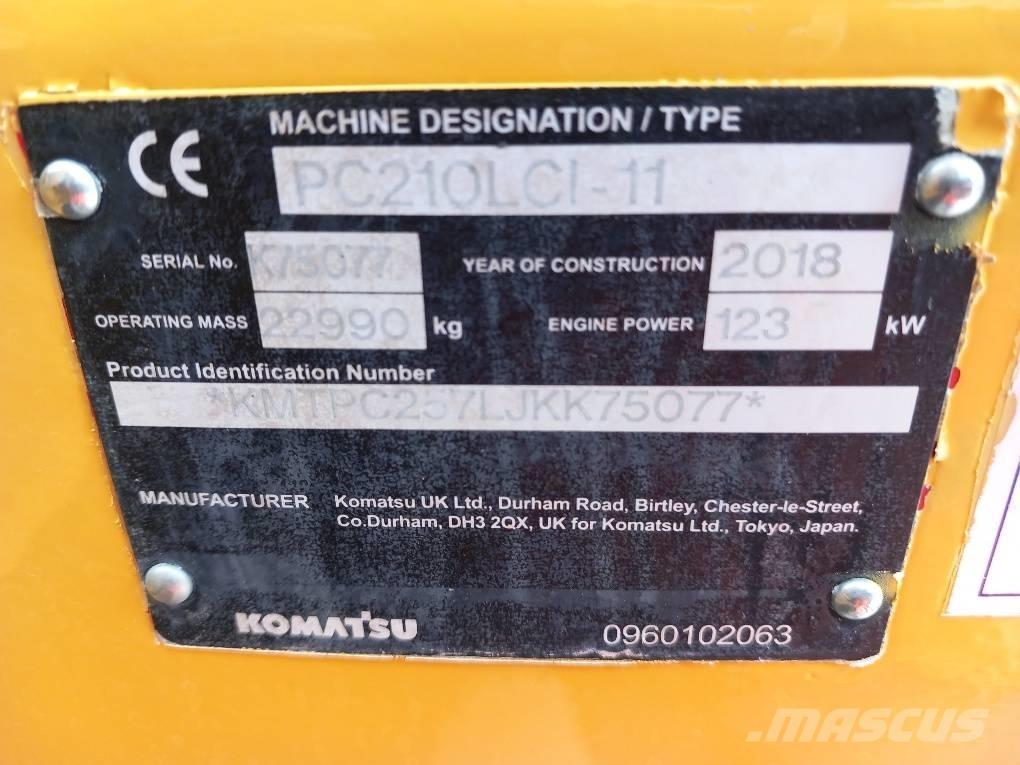 CE
MACHINE DESIGNATION / TYPE
PC210LCI-11
SERIAL No. K75077 YEAR OF CONSTRUCTION 2018
OPERATING MASS 22990 kg ENGINE POWER 123 kW
Product Identification Number
*KMTPC257LJKK75077*
MANUFACTURER Komatsu UK Ltd., Durham Road, Birtley, Chester-le-Street,
Co.Durham, DH3 2QX, UK for Komatsu Ltd., Tokyo, Japan.
KOMATSU 0960102063
MASCUS